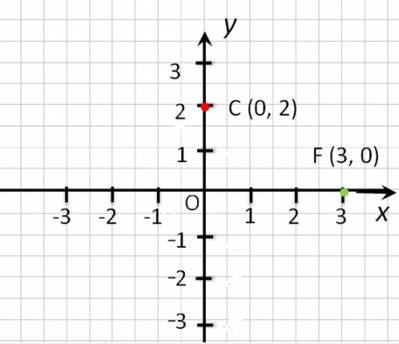 y
3
2 C (0, 2)
1 F (3, 0)
O
-3 -2 -1 1 2 3 x
-1
-2
-3